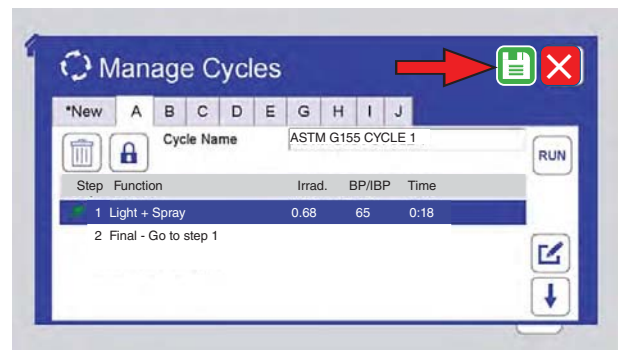 Manage Cycles
*New A B C D E G H I J
Cycle Name ASTM G155 CYCLE 1
RUN
Step Function Irrad. BP/IBP Time
1 Light + Spray 0.68 65 0:18
2 Final - Go to step 1